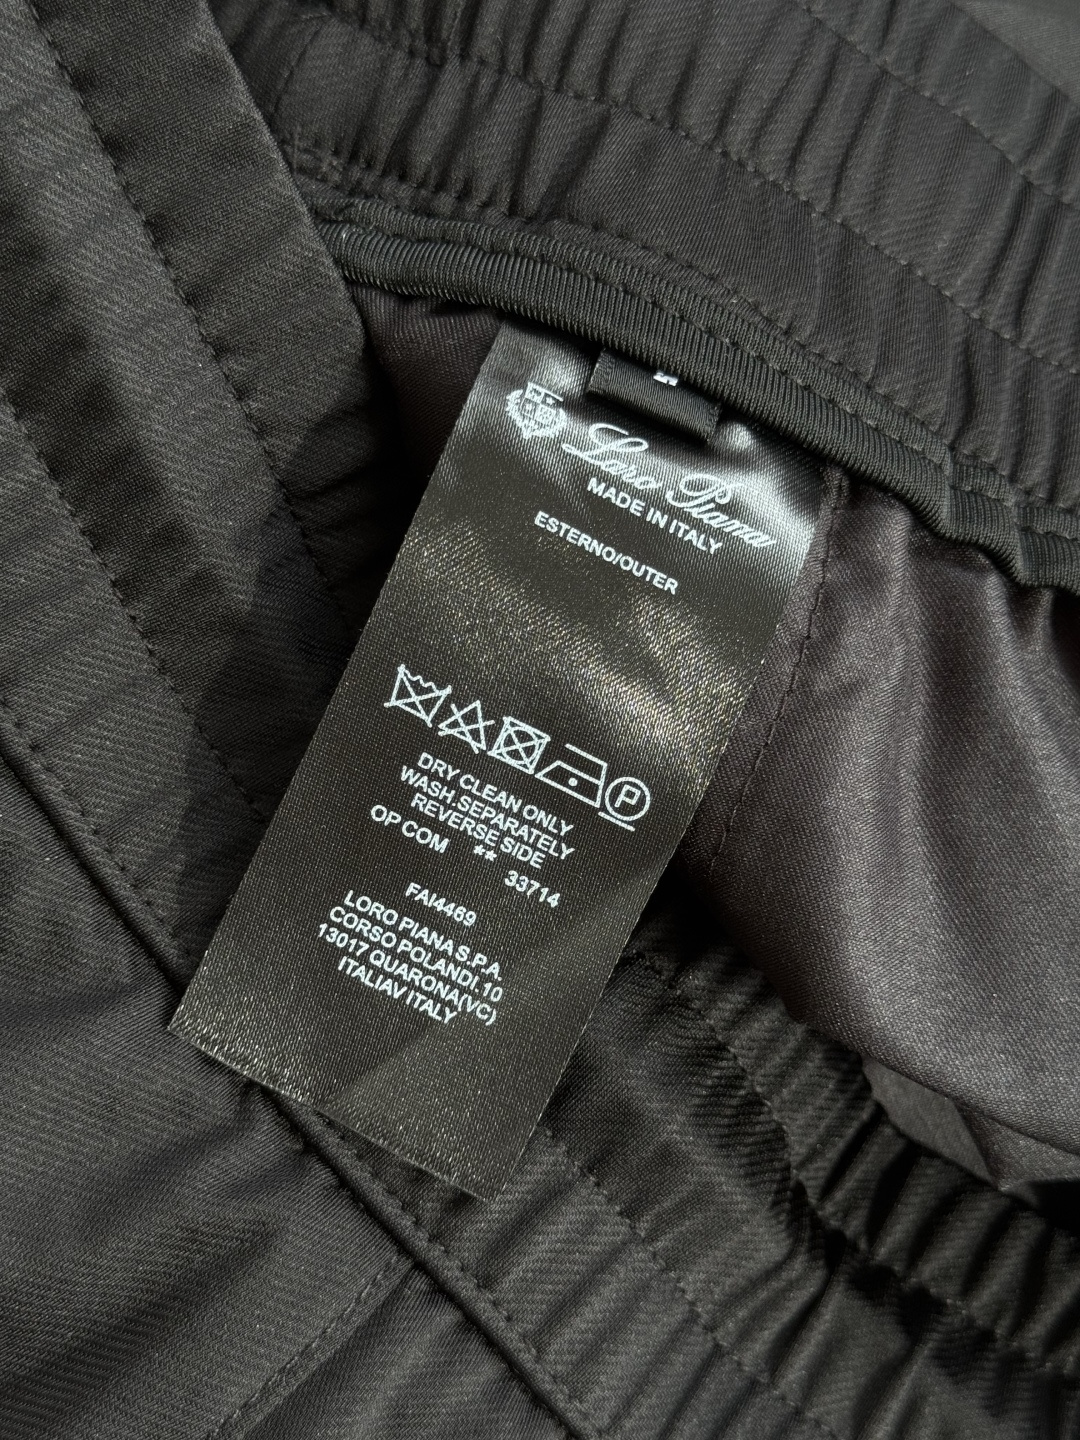 Loro Piana
MADE IN ITALY
ESTERNO/OUTER
P
DRY CLEAN ONLY
WASH.SEPARATELY
REVERSE SIDE
OP COM ** 33714
FAI4469
LORO PIANA S.P.A.
CORSO POLANDI.10
13017 QUARONA(VC)
ITALIAV ITALY